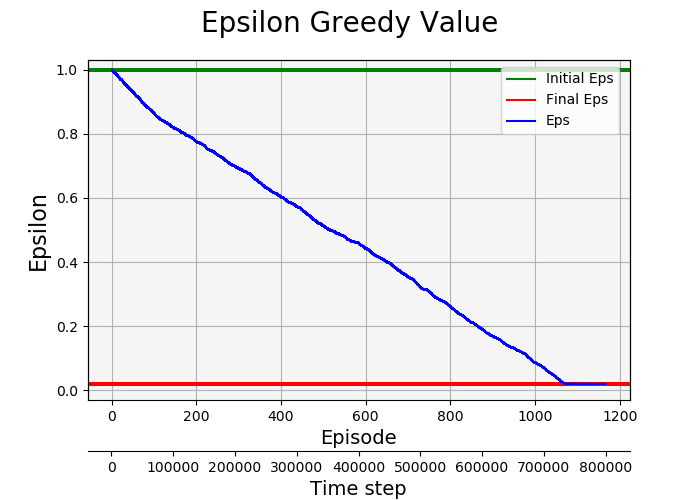 Epsilon Greedy Value
Initial Eps
Final Eps
Eps
1.0
0.8
0.6
0.4
0.2
0.0
Epsilon
0 200 400 600 800 1000 1200
Episode
0 100000 200000 300000 400000 500000 600000 700000 800000
Time step